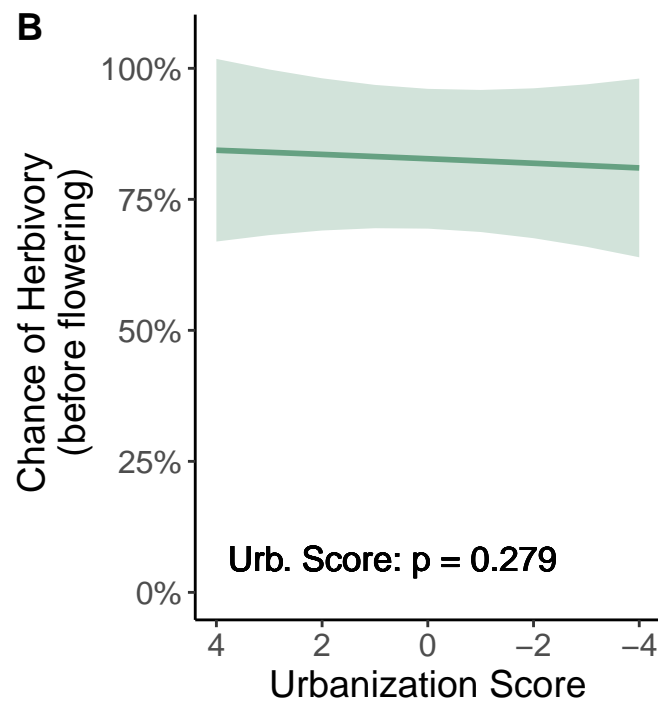 B
100%
75%
50%
25%
0%
Chance of Herbivory
(before flowering)
Urb. Score: p = 0.279
4 2 0 −2 −4
Urbanization Score